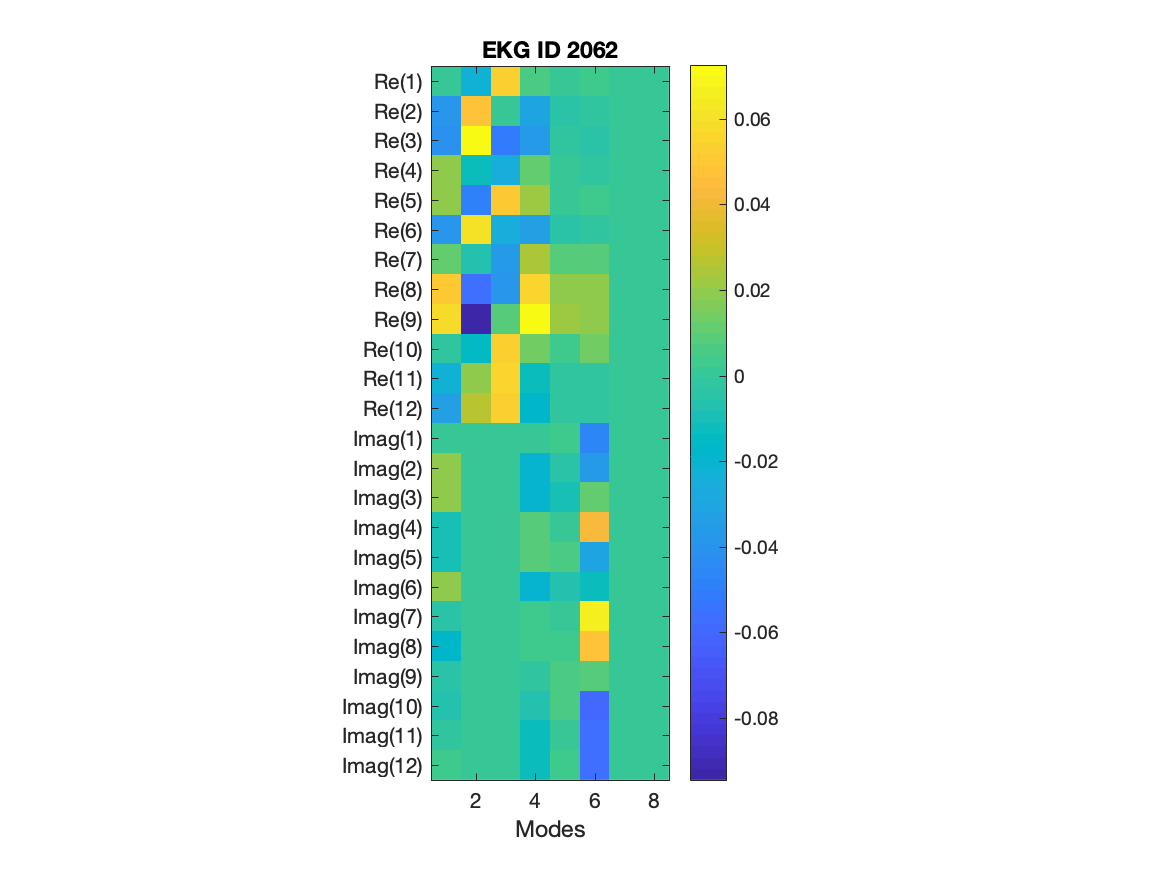 EKG ID 2062
Re(1)
Re(2)
Re(3)
Re(4)
Re(5)
Re(6)
Re(7)
Re(8)
Re(9)
Re(10)
Re(11)
Re(12)
Imag(1)
Imag(2)
Imag(3)
Imag(4)
Imag(5)
Imag(6)
Imag(7)
Imag(8)
Imag(9)
Imag(10)
Imag(11)
Imag(12)
2 4 6 8
Modes
0.06
0.04
0.02
0
-0.02
-0.04
-0.06
-0.08